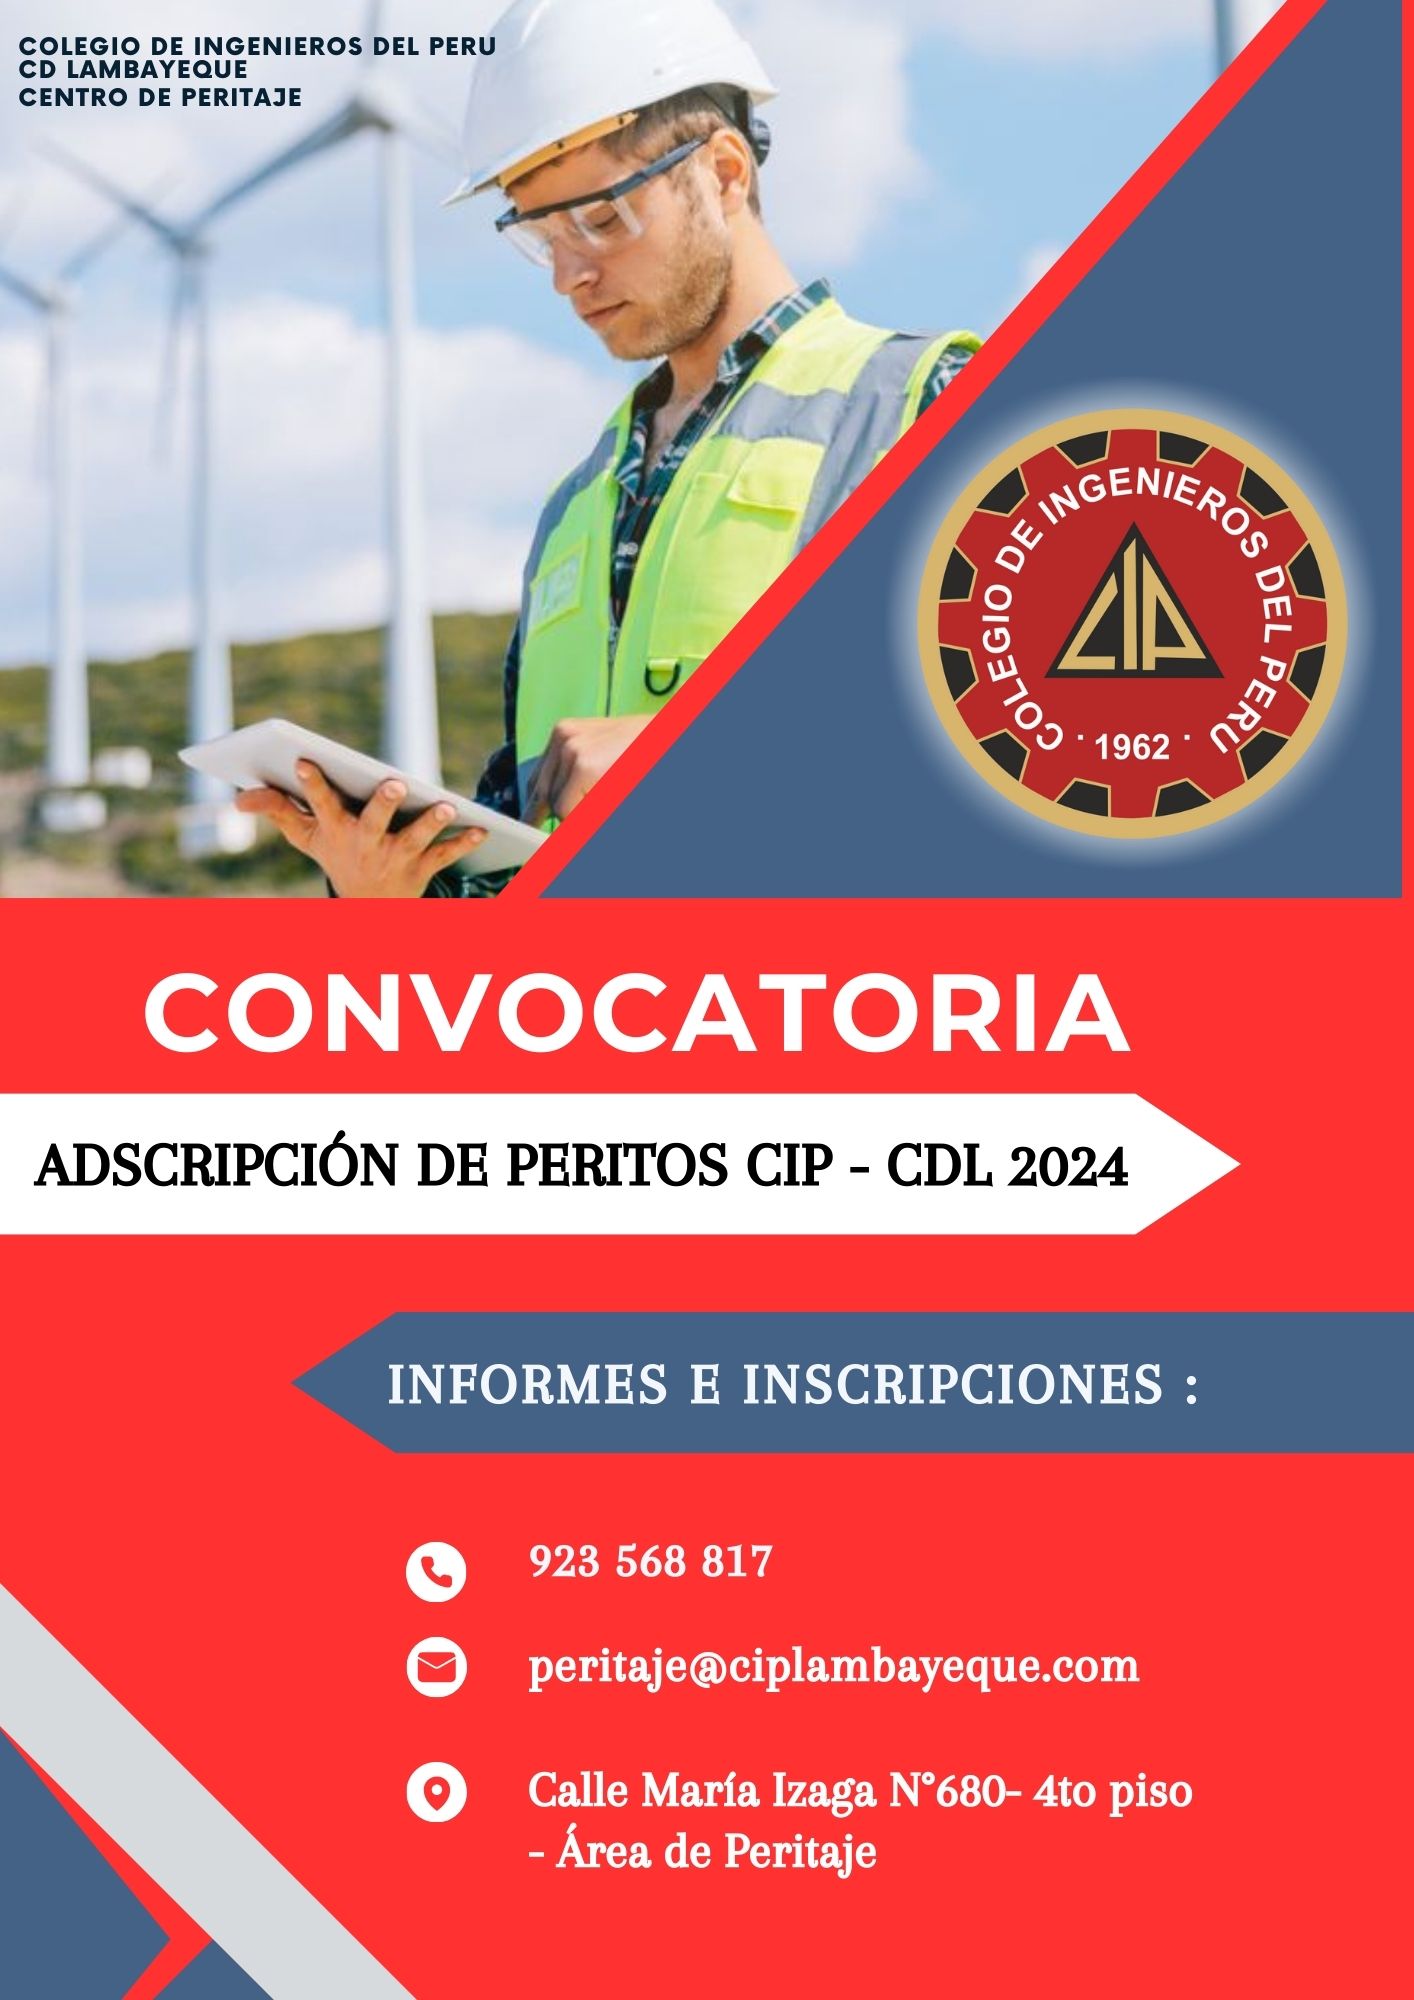 COLEGIO DE INGENIEROS DEL PERU
CD LAMBAYEQUE
CENTRO DE PERITAJE
COLEGIO DE INGENIEROS DEL PERU
CIP
· 1962 ·
CONVOCATORIA
ADSCRIPCIÓN DE PERITOS CIP - CDL 2024
INFORMES E INSCRIPCIONES :
923 568 817
peritaje@ciplambayeque.com
Calle María Izaga N°680- 4to piso
- Área de Peritaje